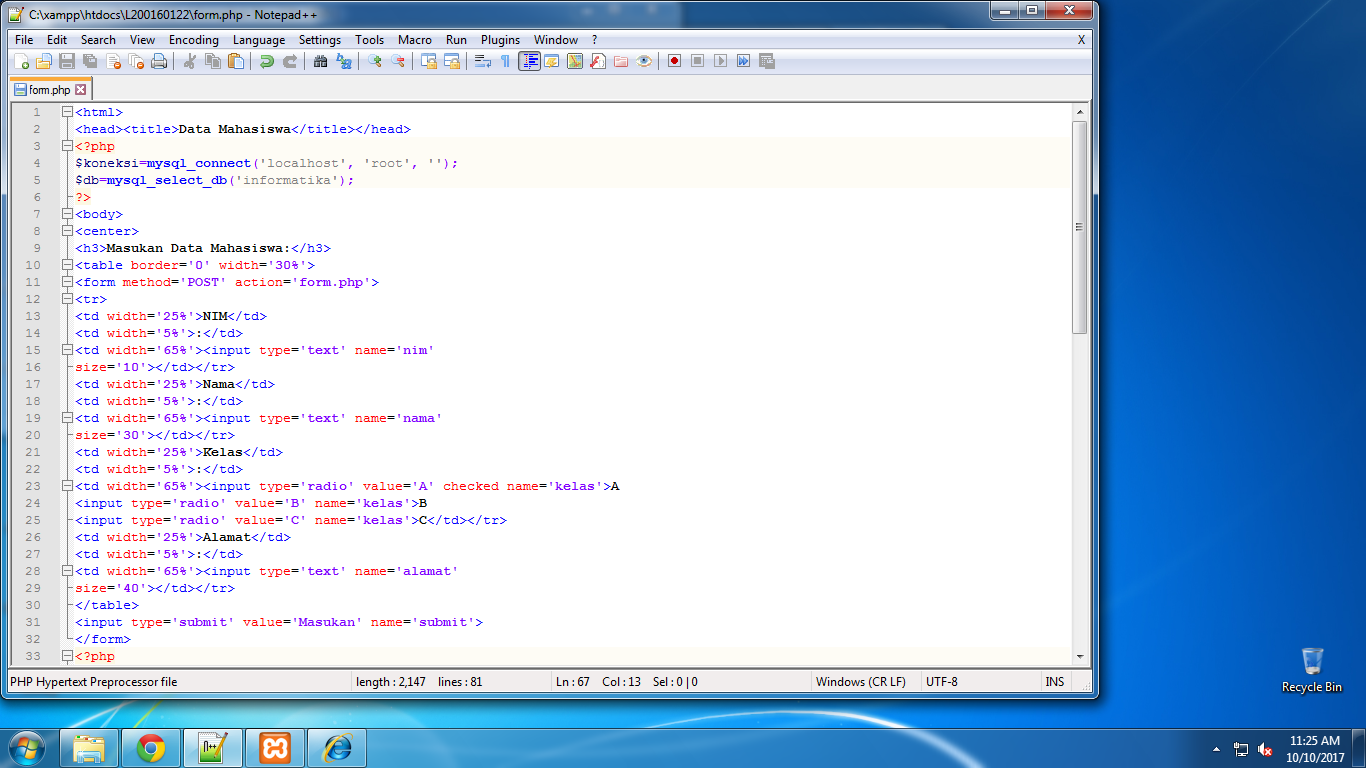 C:\xampp\htdocs\L200160122\form.php - Notepad++
File Edit Search View Encoding Language Settings Tools Macro Run Plugins Window ? X
form.php
1 <html>
2 <head><title>Data Mahasiswa</title></head>
3 <?php
4 $koneksi=mysql_connect('localhost', 'root', '');
5 $db=mysql_select_db('informatika');
6 ?>
7 <body>
8 <center>
9 <h3>Masukan Data Mahasiswa:</h3>
10 <table border='0' width='30%'>
11 <form method='POST' action='form.php'>
12 <tr>
13 <td width='25%'>NIM</td>
14 <td width='5%'>:</td>
15 <td width='65%'><input type='text' name='nim'
16 size='10'></td></tr>
17 <td width='25%'>Nama</td>
18 <td width='5%'>:</td>
19 <td width='65%'><input type='text' name='nama'
20 size='30'></td></tr>
21 <td width='25%'>Kelas</td>
22 <td width='5%'>:</td>
23 <td width='65%'><input type='radio' value='A' checked name='kelas'>A
24 <input type='radio' value='B' name='kelas'>B
25 <input type='radio' value='C' name='kelas'>C</td></tr>
26 <td width='25%'>Alamat</td>
27 <td width='5%'>:</td>
28 <td width='65%'><input type='text' name='alamat'
29 size='40'></td></tr>
30 </table>
31 <input type='submit' value='Masukan' name='submit'>
32 </form>
33 <?php
PHP Hypertext Preprocessor file length : 2,147 lines : 81 Ln : 67 Col : 13 Sel : 0 | 0 Windows (CR LF) UTF-8 INS
Recycle Bin
11:25 AM
10/10/2017